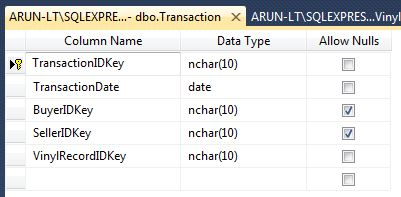 ARUN-LT\SQLEXPRE...- dbo.Transaction ARUN-LT\SQLEXPRES...Vinyl
Column Name Data Type Allow Nulls
TransactionIDKey nchar(10)
TransactionDate date
BuyerIDKey nchar(10)
SellerIDKey nchar(10)
VinylRecordIDKey nchar(10)